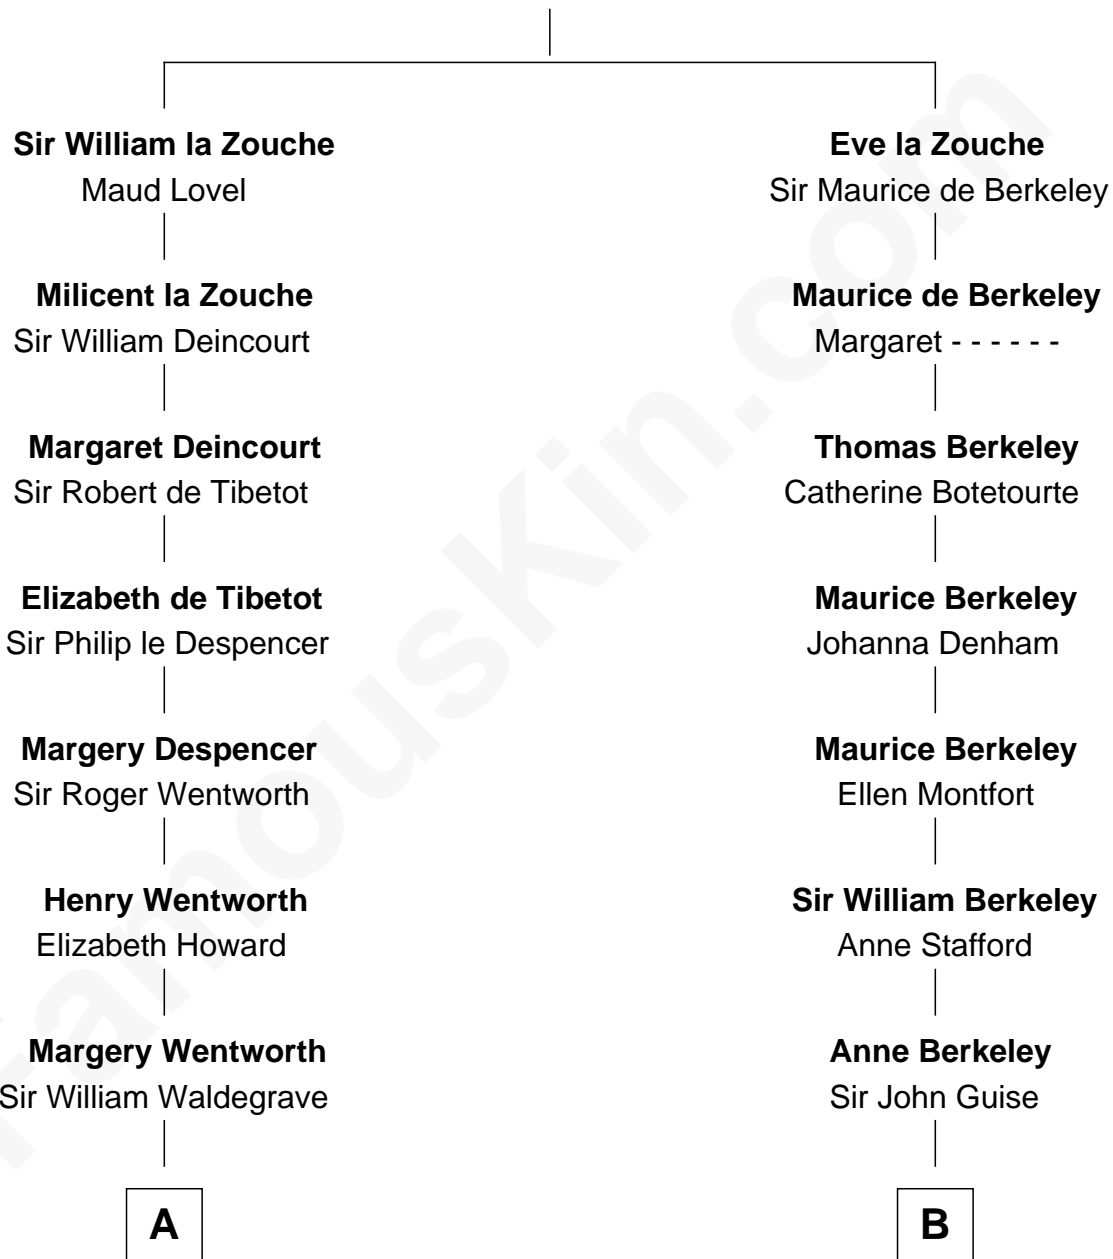 Sir William la Zouche
Maud Lovel
Milicent la Zouche
Sir William Deincourt
Margaret Deincourt
Sir Robert de Tibetot
Elizabeth de Tibetot
Sir Philip le Despencer
Margery Despencer
Sir Roger Wentworth
Henry Wentworth
Elizabeth Howard
Margery Wentworth
Sir William Waldegrave
A
Eve la Zouche
Sir Maurice de Berkeley
Maurice de Berkeley
Margaret - - - - - -
Thomas Berkeley
Catherine Botetourte
Maurice Berkeley
Johanna Denham
Maurice Berkeley
Ellen Montfort
Sir William Berkeley
Anne Stafford
Anne Berkeley
Sir John Guise
B
FamousKin.com